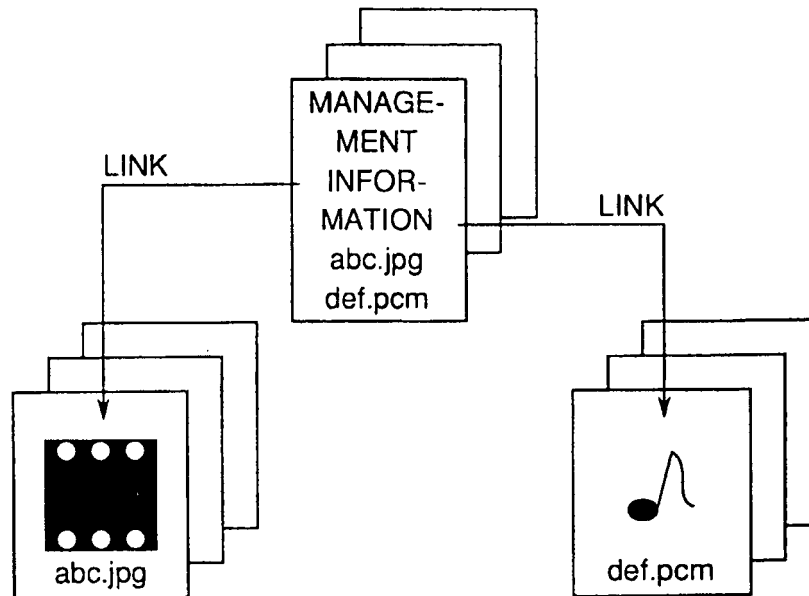 MANAGE-
MENT
INFOR-
MATION
abc.jpg
def.pcm
LINK
LINK
abc.jpg
def.pcm